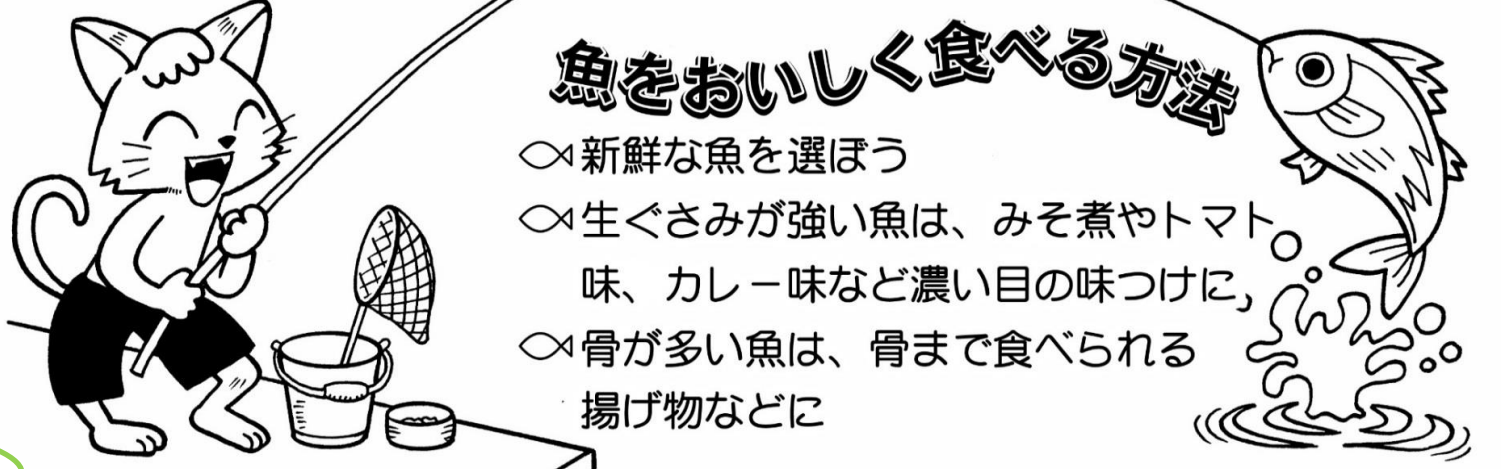 魚をおいしく食べる方法
新鮮な魚を選ぼう
生ぐさみが強い魚は、みそ煮やトマト
味、カレー味など濃い目の味つけに
骨が多い魚は、骨まで食べられる
揚げ物などに